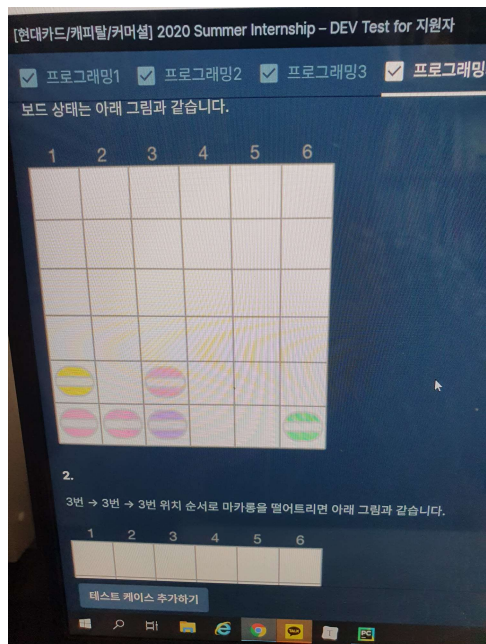 [현대카드/캐피탈/커머셜] 2020 Summer Internship – DEV Test for 지원자
프로그래밍1 프로그래밍2 프로그래밍3 프로그래밍
보드 상태는 아래 그림과 같습니다.
1 2 3 4 5 6
2.
3번 → 3번 → 3번 위치 순서로 마카롱을 떨어트리면 아래 그림과 같습니다.
1 2 3 4 5 6
테스트 케이스 추가하기
PC